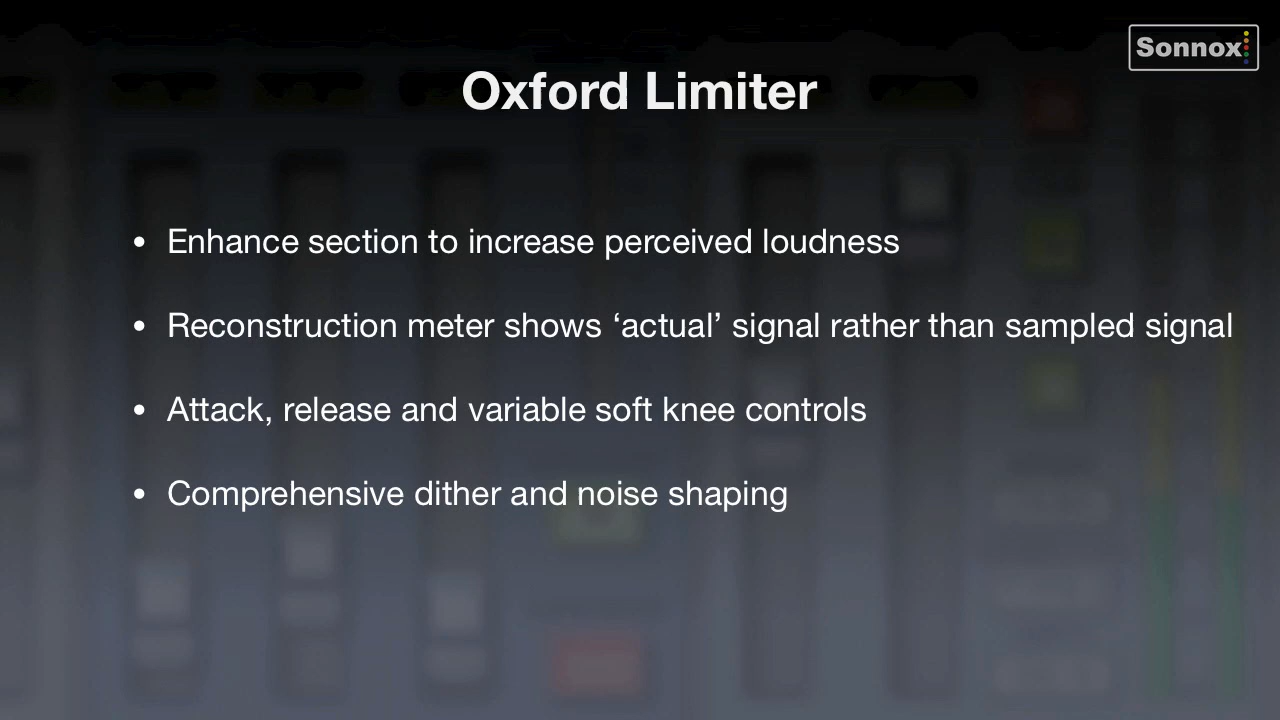 Sonnox
Oxford Limiter
• Enhance section to increase perceived loudness
• Reconstruction meter shows ‘actual’ signal rather than sampled signal
• Attack, release and variable soft knee controls
• Comprehensive dither and noise shaping